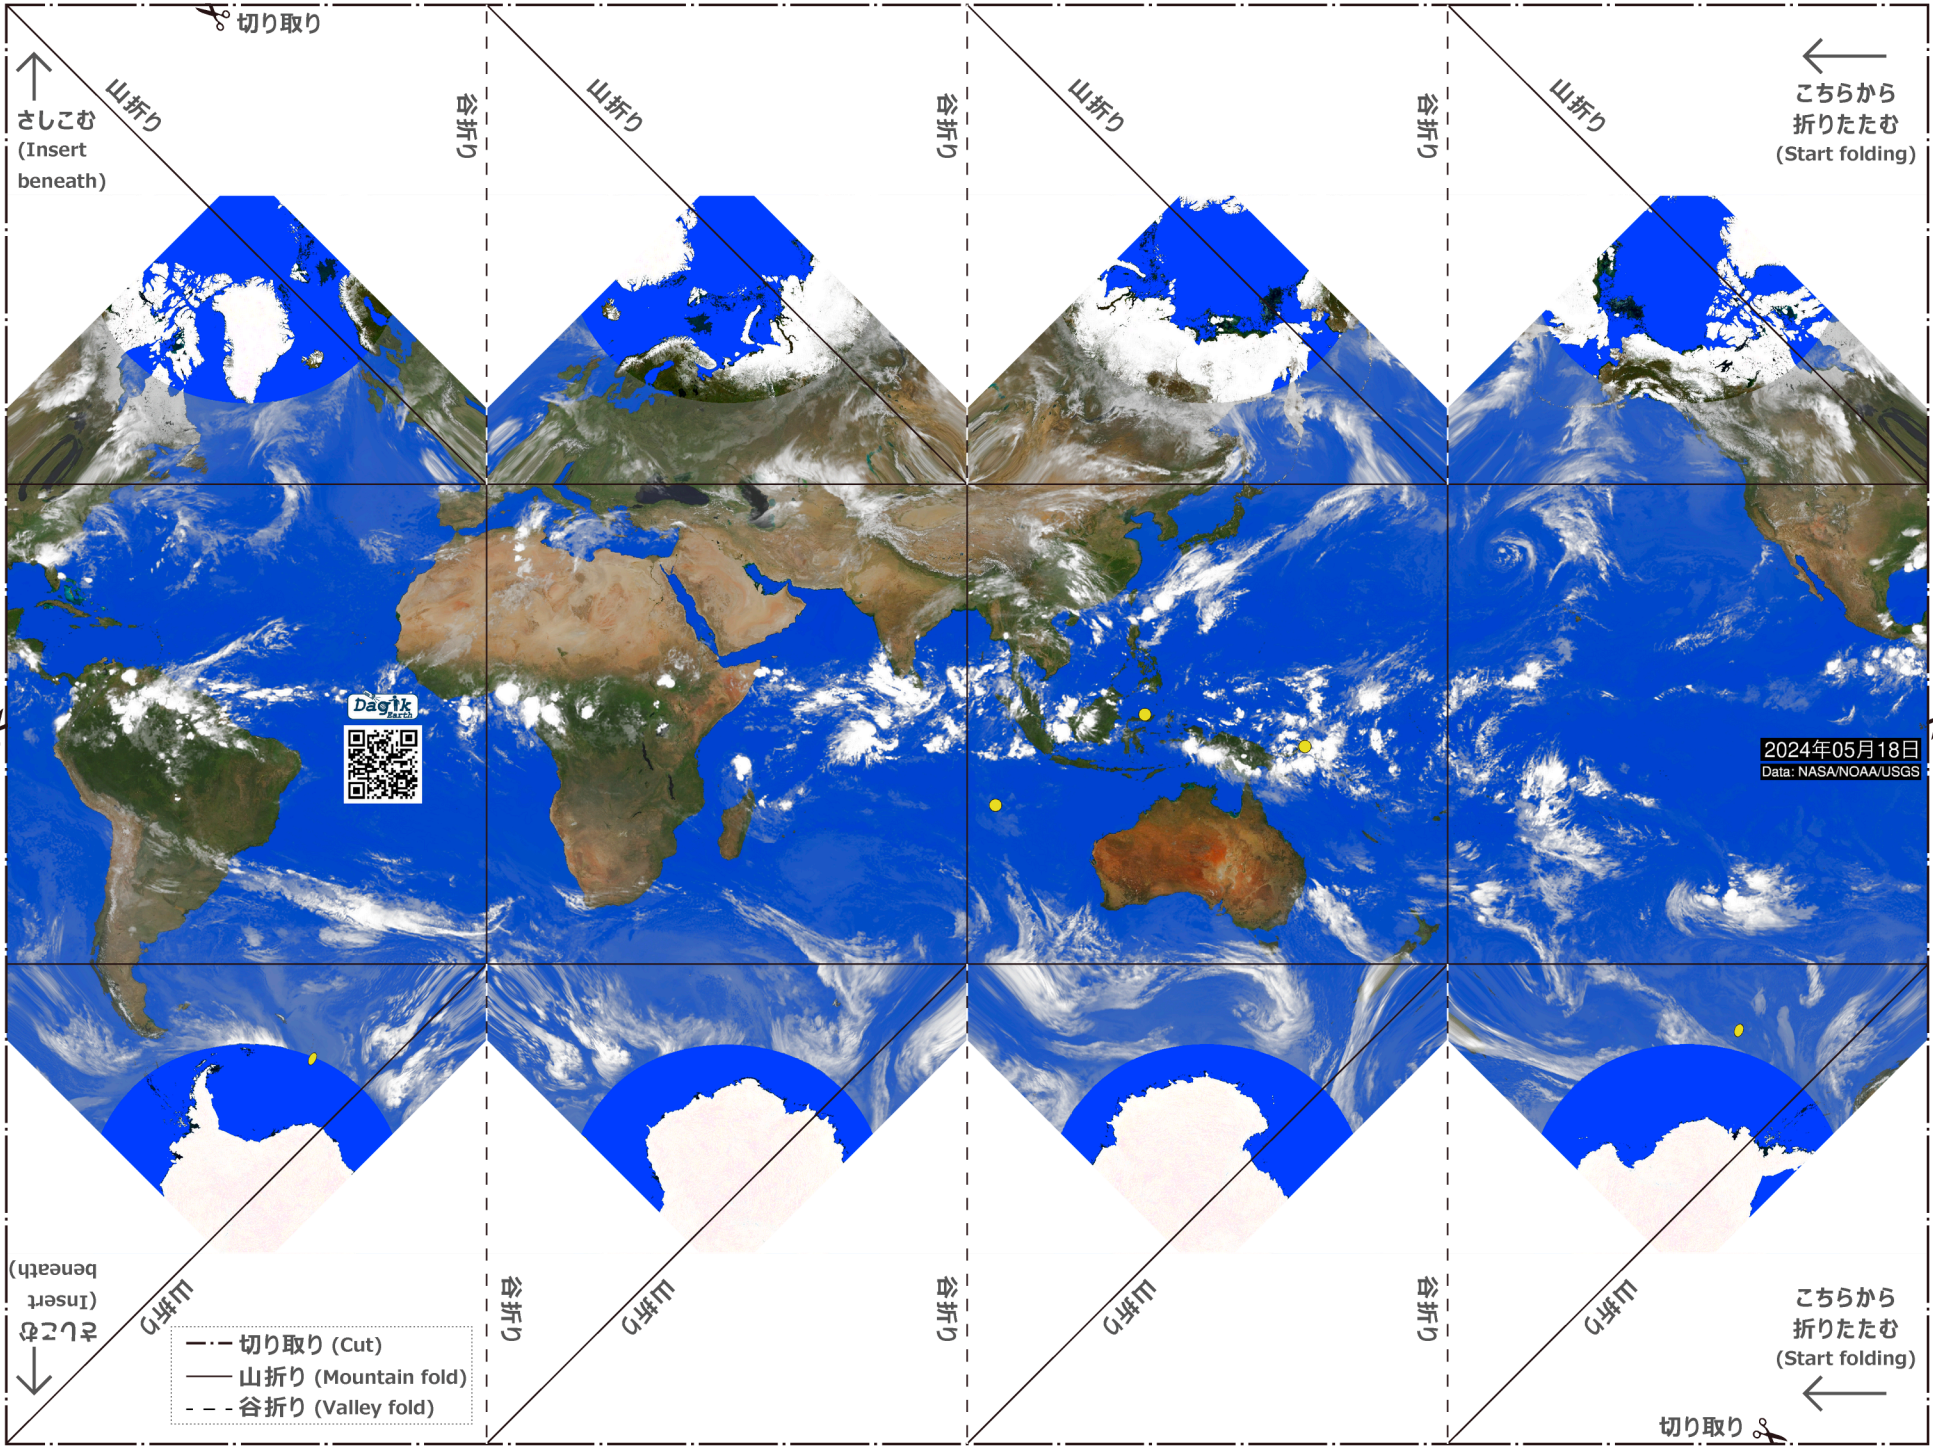 切り取り
山折り
谷折り
山折り
谷折り
山折り
谷折り
山折り
さしこむ
(Insert
beneath)
こちらから
折りたたむ
(Start folding)
Dagik
Earth
2024年05月18日
Data: NASA/NOAA/USGS
さしこむ
(Insert
beneath)
山折り
谷折り
山折り
谷折り
山折り
谷折り
山折り
切り取り (Cut)
山折り (Mountain fold)
谷折り (Valley fold)
こちらから
折りたたむ
(Start folding)
切り取り